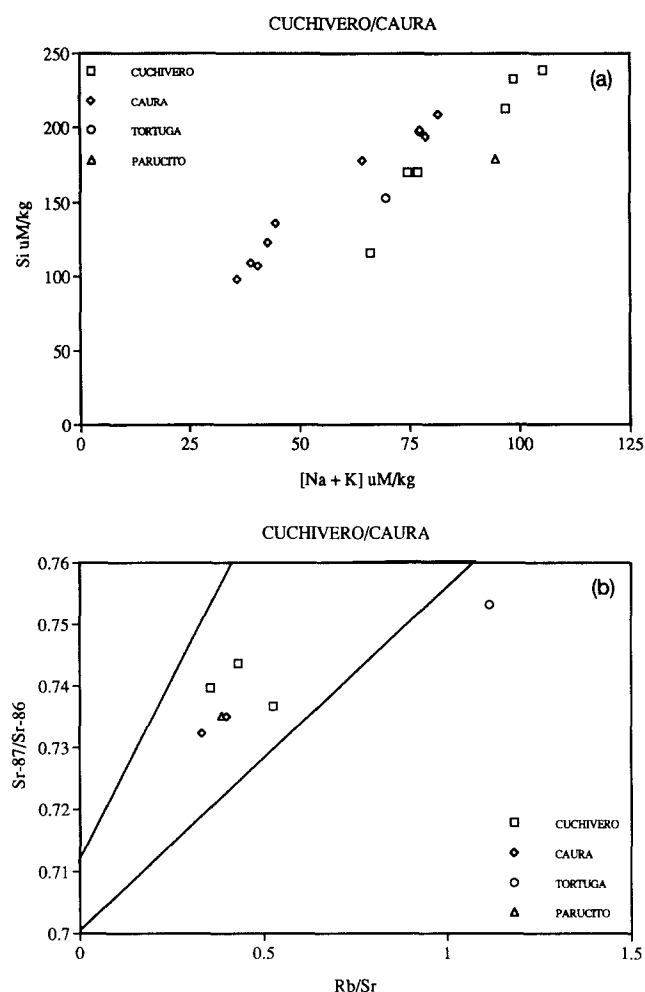 CUCHIVERO/CAURA
250
200
150
100
50
0
Si uM/kg
CUCHIVERO
CAURA
TORTUGA
PARUCITO
(a)
0
25
50
75
100
125
[Na + K] uM/kg
CUCHIVERO/CAURA
0.76
0.75
0.74
0.73
0.72
0.71
0.7
Sr-87/Sr-86
(b)
CUCHIVERO
CAURA
TORTUGA
PARUCITO
0
0.5
1
1.5
Rb/Sr